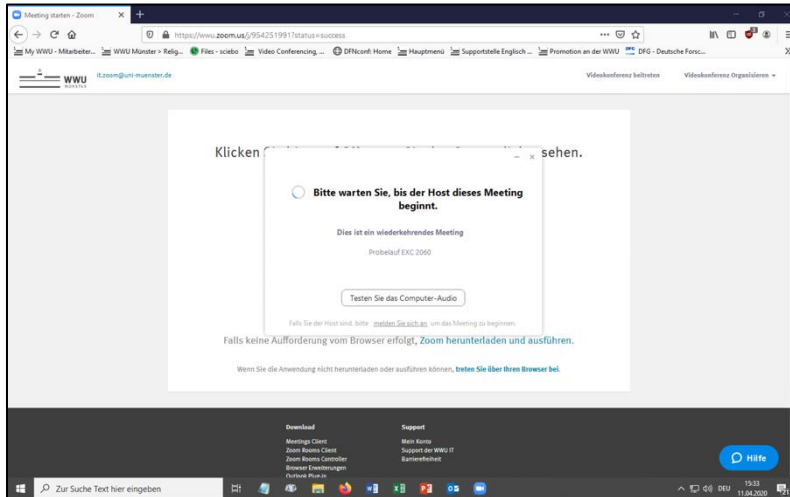 Meeting starten - Zoom
https://wwu.zoom.us/j/954251991?status=success
My WWU - Mitarbeiter...
WWU Münster > Relig...
Files - sciebo
Video Conferencing, ...
DFNconf: Home
Hauptmenü
Supportstelle Englisch ...
Promotion an der WWU
DFG - Deutsche Forsc...
WWU
MÜNSTER
it.zoom@uni-muenster.de
Videokonferenz beitreten
Videokonferenz Organisieren
Klicken
sehen.
Bitte warten Sie, bis der Host dieses Meeting
beginnt.
Dies ist ein wiederkehrendes Meeting
Probelauf EXC 2060
Testen Sie das Computer-Audio
Falls Sie der Host sind, bitte melden Sie sich an, um das Meeting zu beginnen.
Falls keine Aufforderung vom Browser erfolgt, Zoom herunterladen und ausführen.
Wenn Sie die Anwendung nicht herunterladen oder ausführen können, treten Sie über Ihren Browser bei.
Download
Support
Meetings Client
Mein Konto
Zoom Rooms Client
Support der WWU IT
Zoom Rooms Controller
Barrierefreiheit
Browser Erweiterungen
Outlook Plug-in
Hilfe
Zur Suche Text hier eingeben
DEU
15:33
11.04.2020